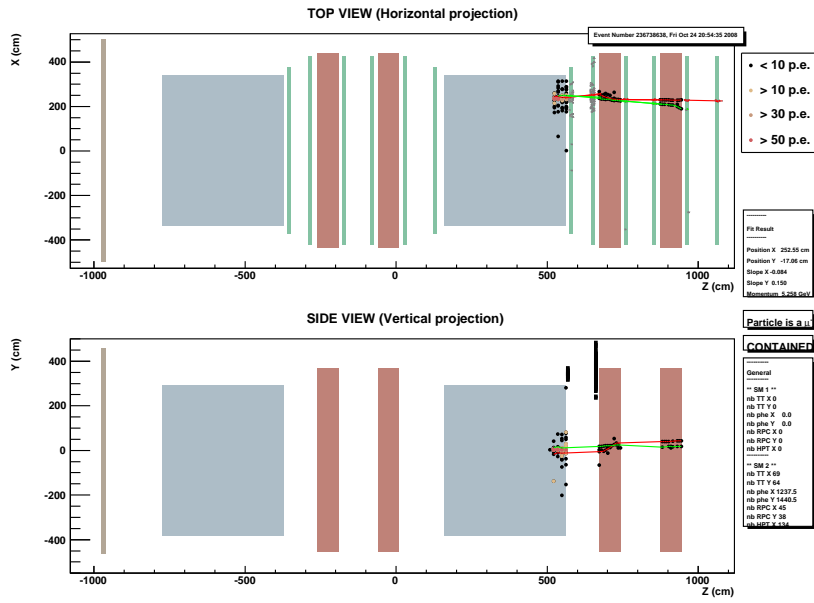 TOP VIEW (Horizontal projection)
Event Number 236738638, Fri Oct 24 20:54:35 2008
X (cm)
400
200
0
-200
-400
-1000
-500
0
500
1000
Z (cm)
< 10 p.e.
> 10 p.e.
> 30 p.e.
> 50 p.e.
----------
Fit Result
----------
Position X 252.55 cm
Position Y -17.06 cm
Slope X -0.084
Slope Y 0.150
Momentum 5.258 GeV
Particle is a μ-
CONTAINED
----------
General
----------
** SM 1 **
nb TT X 0
nb TT Y 0
nb phe X 0.0
nb phe Y 0.0
nb RPC X 0
nb RPC Y 0
nb HPT X 0
----------
** SM 2 **
nb TT X 69
nb TT Y 64
nb phe X 1237.5
nb phe Y 1440.5
nb RPC X 45
nb RPC Y 38
nb HPT X 134
SIDE VIEW (Vertical projection)
Y (cm)
400
200
0
-200
-400
-1000
-500
0
500
1000
Z (cm)